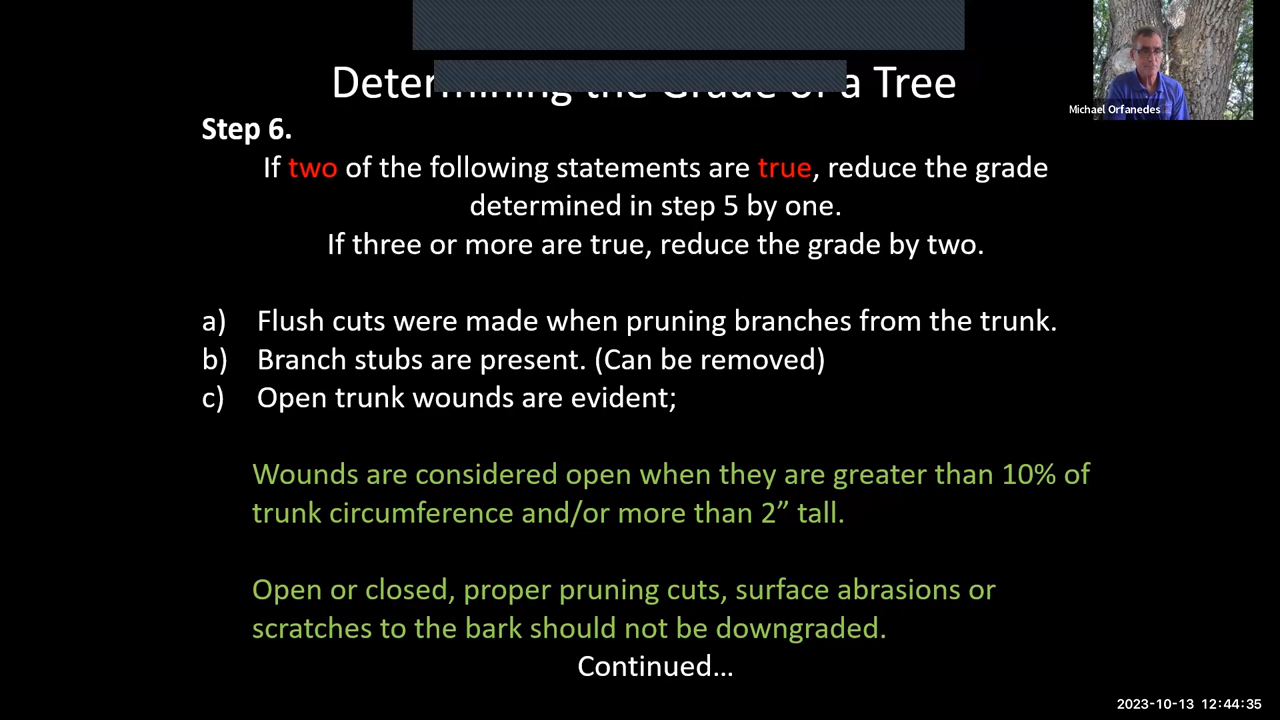 Determining the Grade of a Tree
Michael Orfanedes
Step 6.
If two of the following statements are true, reduce the grade
determined in step 5 by one.
If three or more are true, reduce the grade by two.
a) Flush cuts were made when pruning branches from the trunk.
b) Branch stubs are present. (Can be removed)
c) Open trunk wounds are evident;
Wounds are considered open when they are greater than 10% of
trunk circumference and/or more than 2” tall.
Open or closed, proper pruning cuts, surface abrasions or
scratches to the bark should not be downgraded.
Continued...
2023-10-13 12:44:35